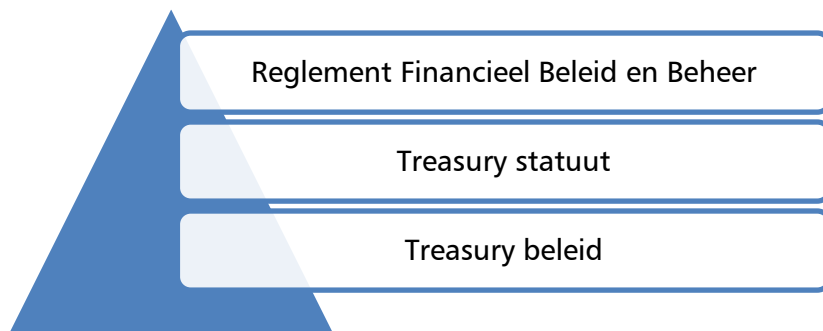 Reglement Financieel Beleid en Beheer
Treasury statuut
Treasury beleid